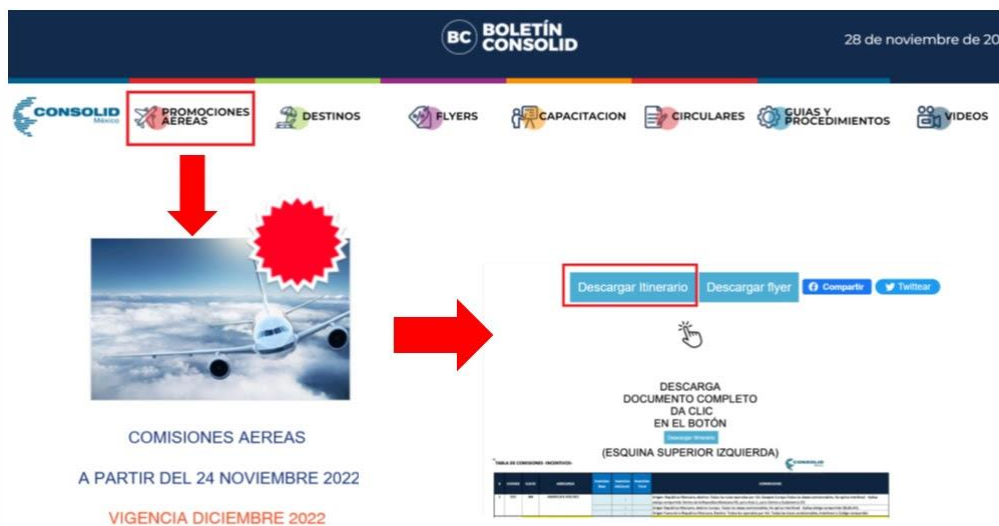 BC BOLETÍN
CONSOLID
28 de noviembre de 20
CONSOLID
México
PROMOCIONES
AEREAS
DESTINOS
FLYERS
CAPACITACION
CIRCULARES
GUIAS Y
PROCEDIMIENTOS
VIDEOS
COMISIONES AEREAS
A PARTIR DEL 24 NOVIEMBRE 2022
VIGENCIA DICIEMBRE 2022
Descargar Itinerario
Descargar flyer
Compartir
Twittear
DESCARGA
DOCUMENTO COMPLETO
DA CLIC
EN EL BOTÓN
Descargar Itinerario
(ESQUINA SUPERIOR IZQUIERDA)
"TABLA DE COMISIONES- INCENTIVOS-
CONSOLID